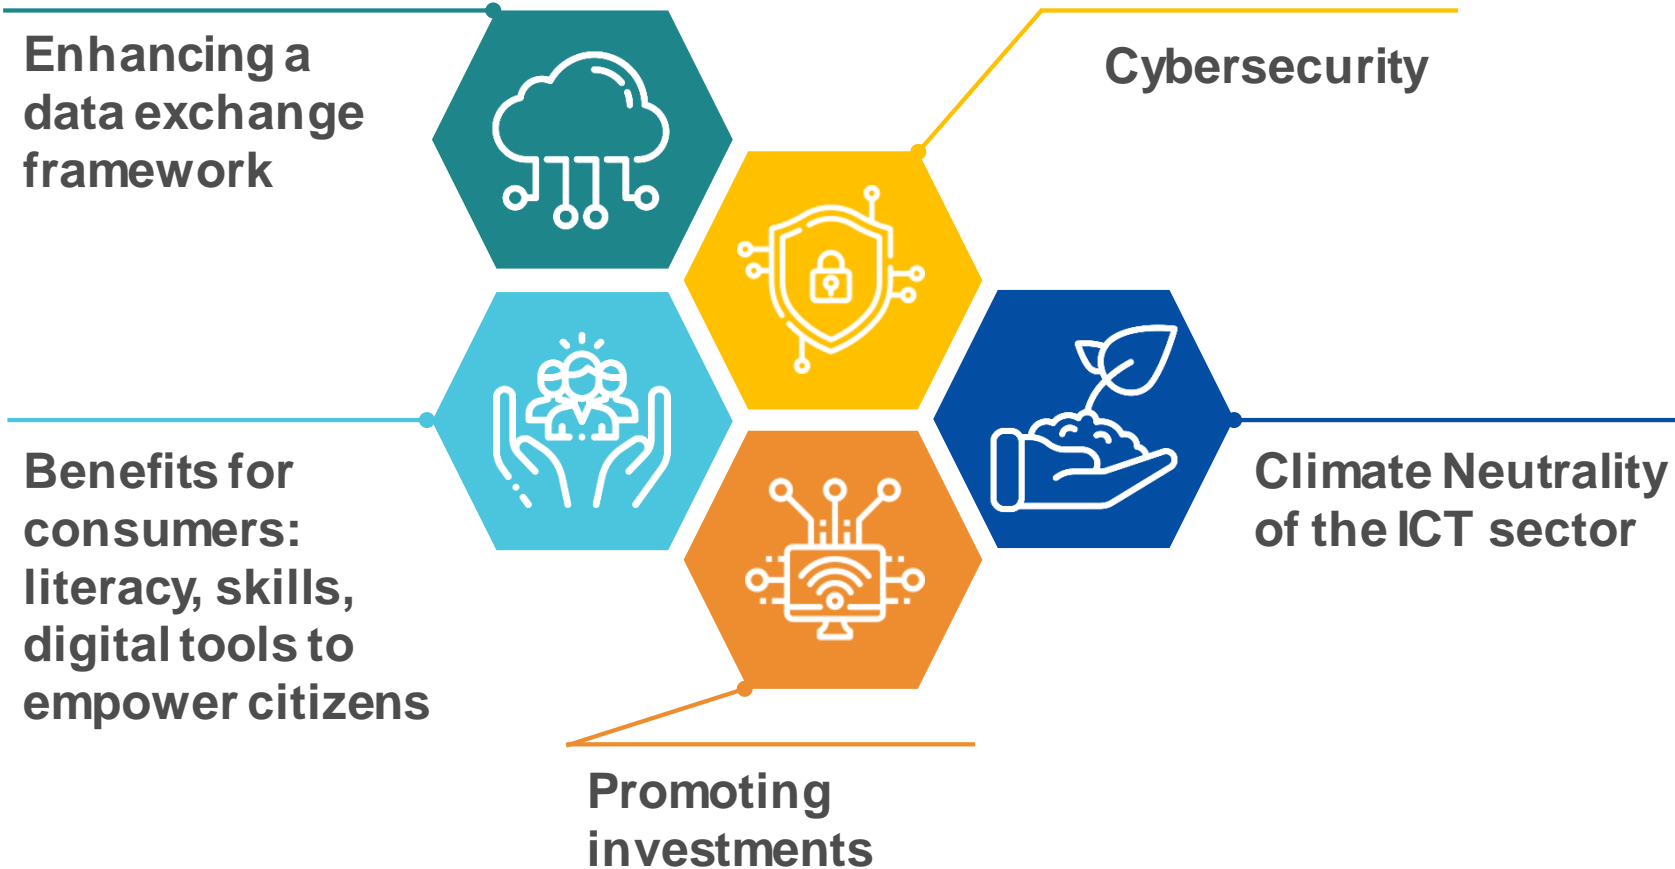 Enhancing a
data exchange
framework
Cybersecurity
Benefits for
consumers:
literacy, skills,
digital tools to
empower citizens
Climate Neutrality
of the ICT sector
Promoting
investments